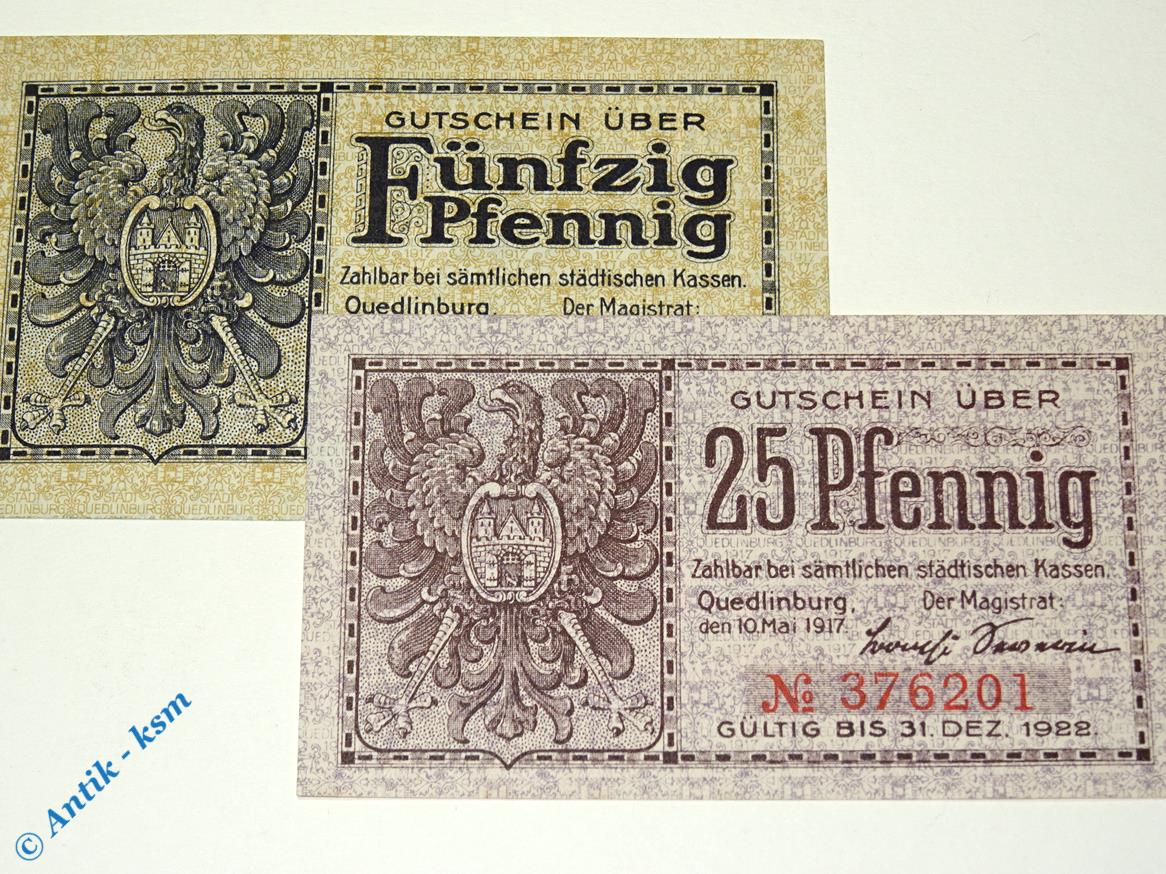 GUTSCHEIN ÜBER
Fünfzig
Pfennig
Zahlbar bei sämtlichen städtischen Kassen.
Quedlinburg, Der Magistrat:
GUTSCHEIN ÜBER
25 Pfennig
Zahlbar bei sämtlichen städtischen Kassen.
Quedlinburg, Der Magistrat:
den 10. Mai 1917.
№ 376201
GÜLTIG BIS 31. DEZ. 1922.
© Antik - ksm